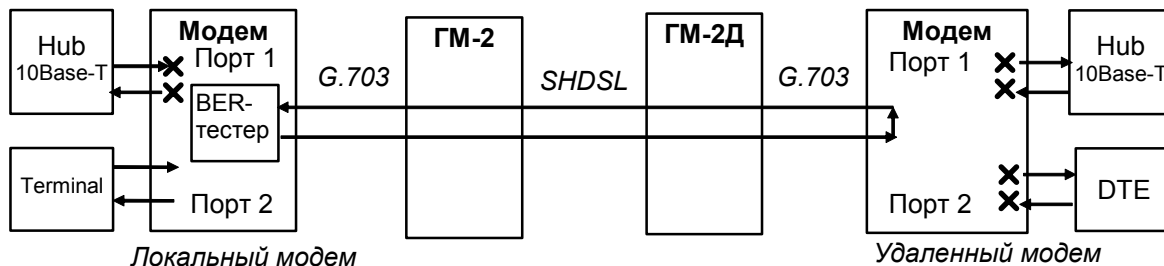 Hub
10Base-T
Модем
Порт 1
BER-
тестер
Terminal
Порт 2
Локальный модем
G.703
ГМ-2
SHDSL
ГМ-2Д
G.703
Модем
Порт 1
Порт 2
Удаленный модем
Hub
10Base-T
DTE